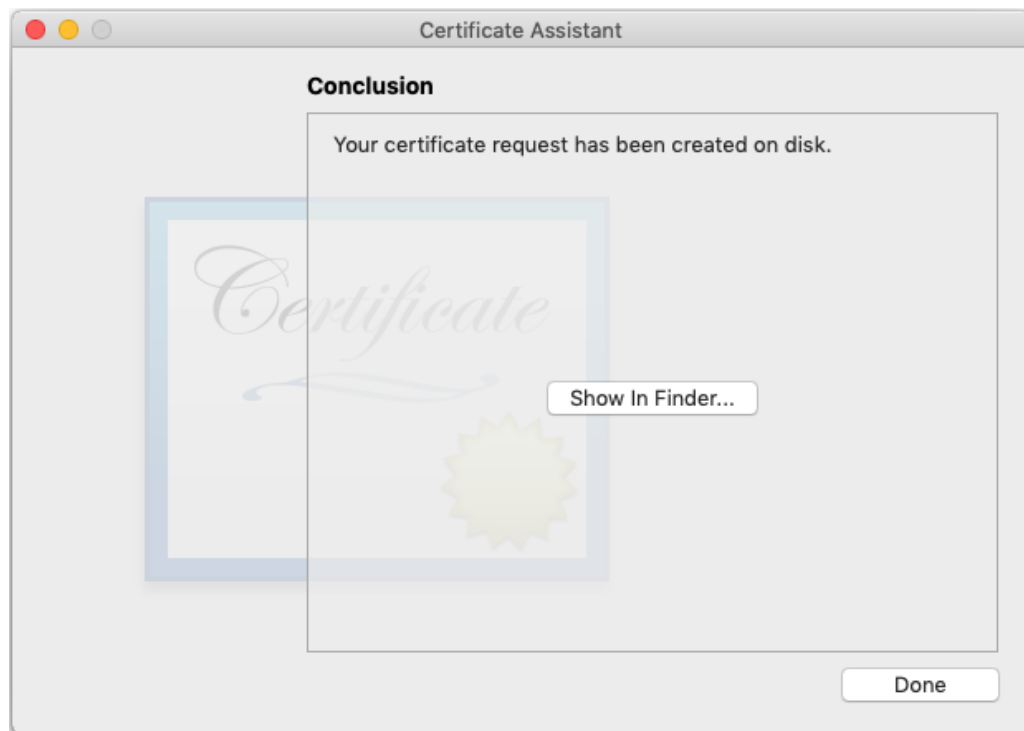 Certificate Assistant
Conclusion
Your certificate request has been created on disk.
Certificate
Show In Finder...
Done